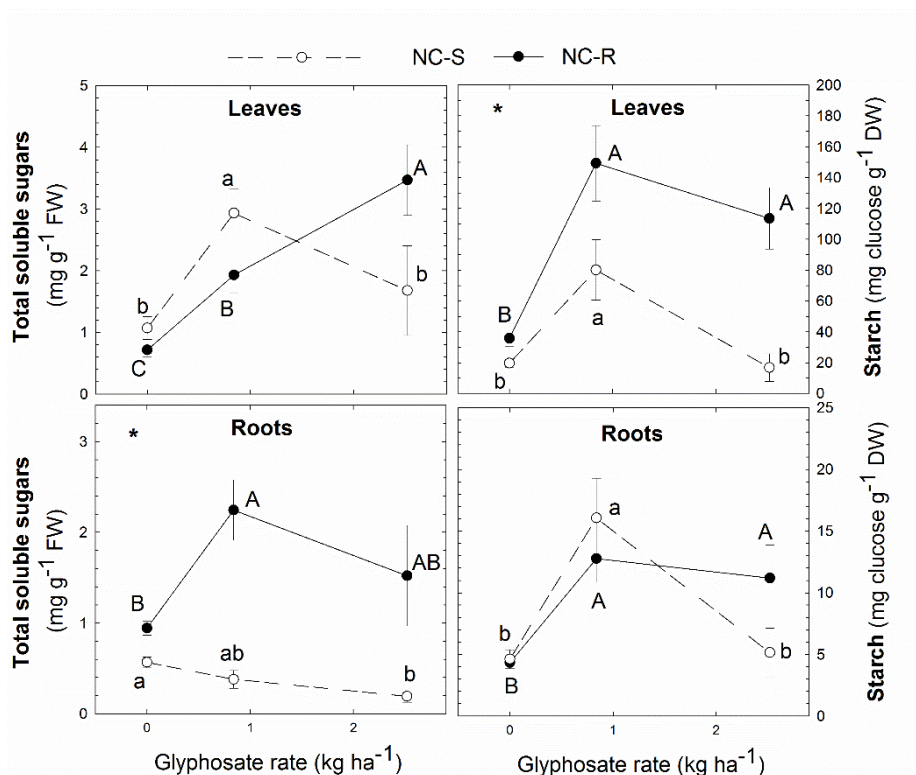 NC-S NC-R
Total soluble sugars
(mg g⁻¹ FW)
5
4
3
2
1
0
Leaves
a
b
b
A
B
C
*
Leaves
A
A
B
a
b
b
200
180
160
140
120
100
80
60
40
20
0
Starch (mg glucose g⁻¹ DW)
Total soluble sugars
(mg g⁻¹ FW)
3
2
1
0
*
Roots
A
AB
B
a
ab
b
0 1 2
Glyphosate rate (kg ha⁻¹)
Roots
a
A
A
b
B
b
25
20
15
10
5
0
Starch (mg glucose g⁻¹ DW)
0 1 2
Glyphosate rate (kg ha⁻¹)